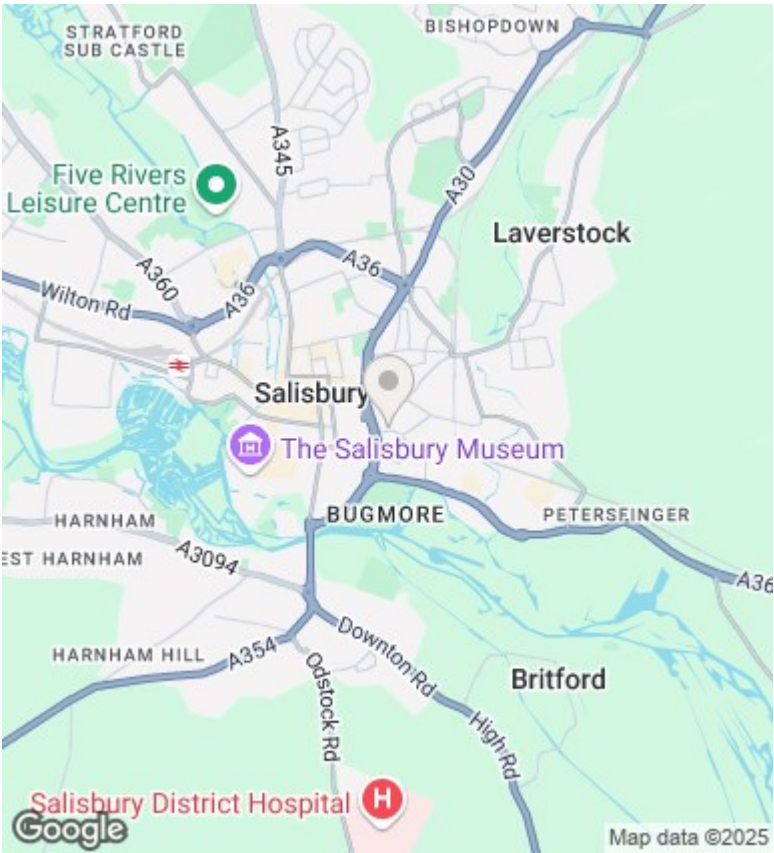 STRATFORD
SUB CASTLE
BISHOPDOWN
A345
Five Rivers
Leisure Centre
A30
Laverstock
A360
A36
A36
Wilton Rd
Salisbury
The Salisbury Museum
BUGMORE
PETERSFINGER
HARNHAM
EST HARNHAM
A3094
A36
HARNHAM HILL
A354
Downton Rd
Odstock Rd
Britford
High Rd
Salisbury District Hospital
H
Google
Map data ©2025